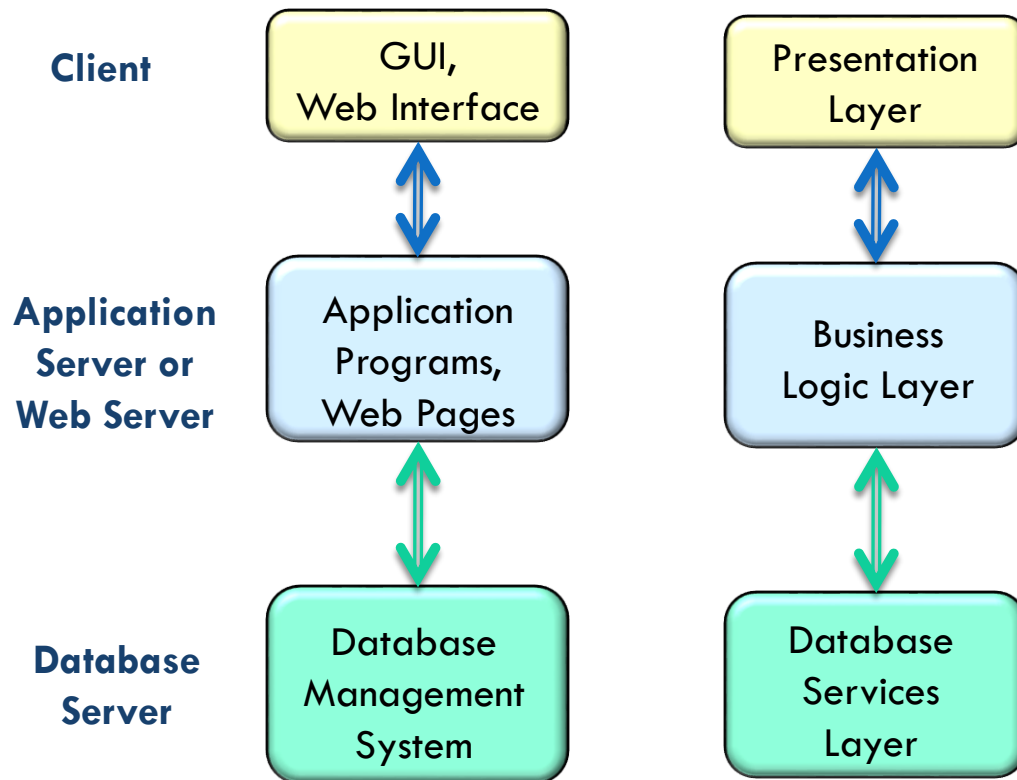 Client
GUI,
Web Interface
Presentation
Layer
Application
Server or
Web Server
Application
Programs,
Web Pages
Business
Logic Layer
Database
Server
Database
Management
System
Database
Services
Layer